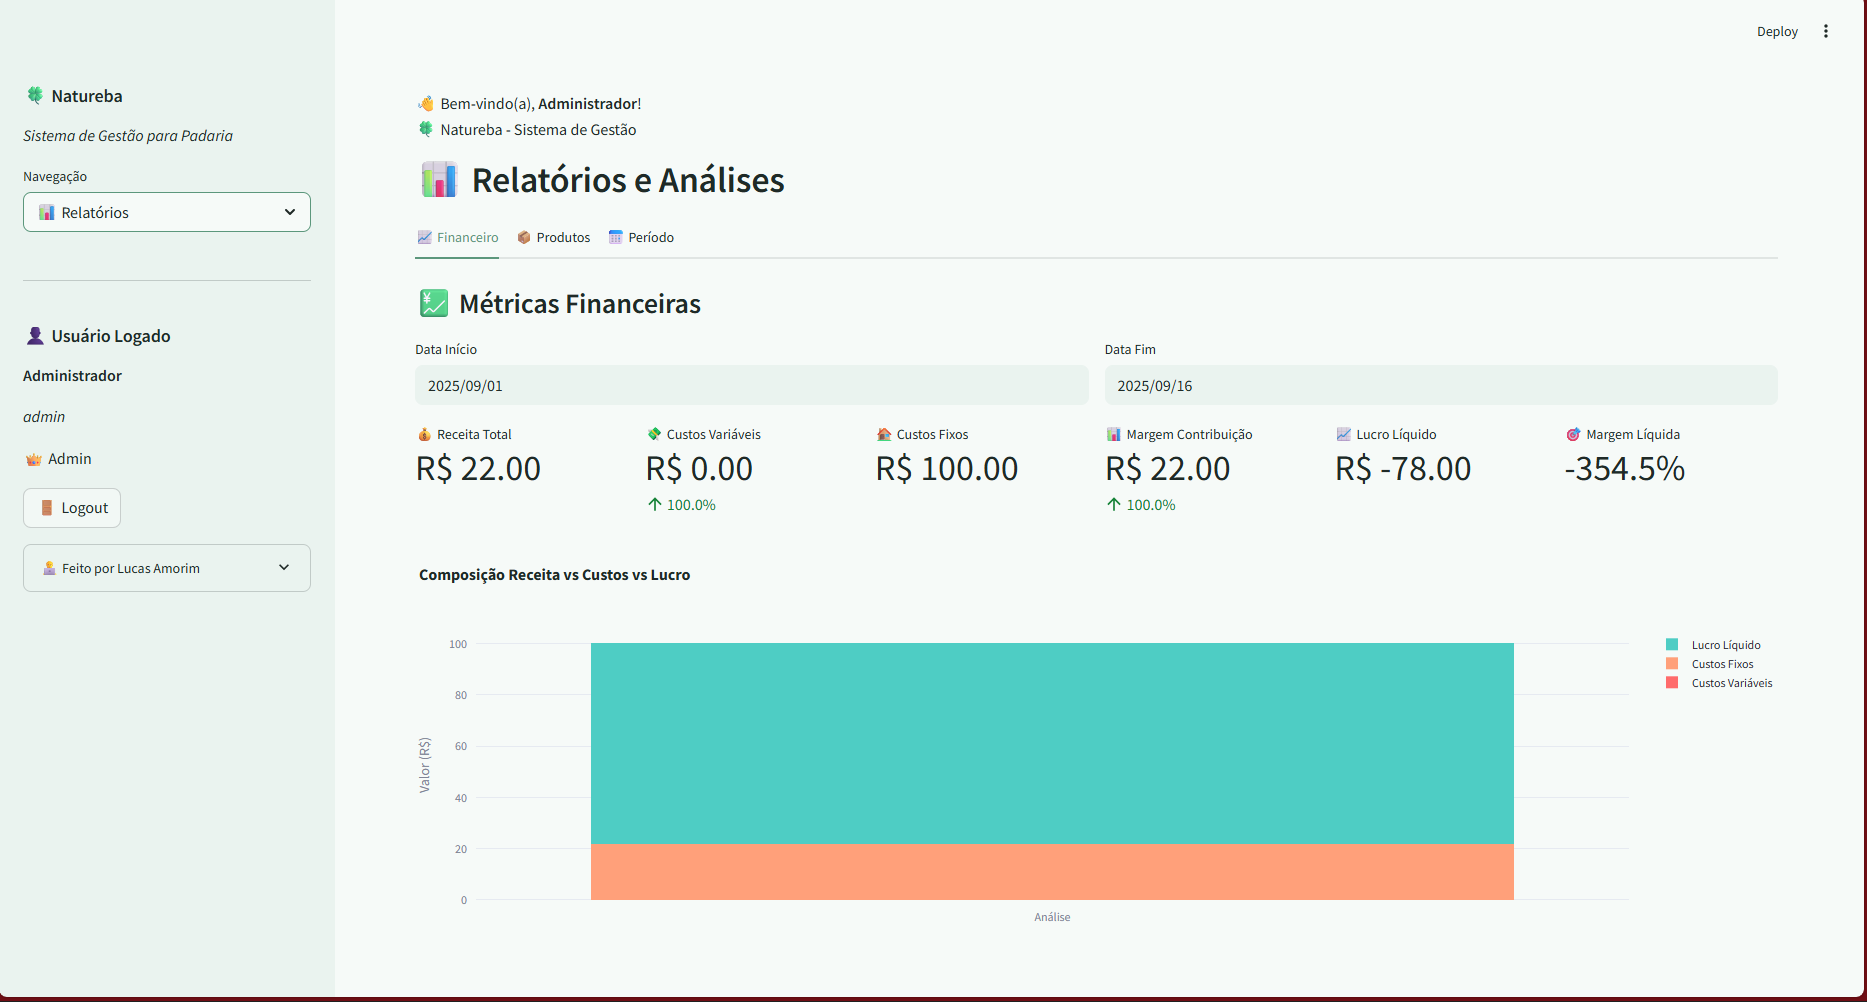 Deploy
Natureba
Sistema de Gestão para Padaria
Navegação
Relatórios
Usuário Logado
Administrador
admin
Admin
Logout
Feito por Lucas Amorim
Bem-vindo(a), Administrador!
Natureba - Sistema de Gestão
Relatórios e Análises
Financeiro Produtos Período
Métricas Financeiras
Data Início Data Fim
2025/09/01 2025/09/16
Receita Total Custos Variáveis Custos Fixos Margem Contribuição Lucro Líquido Margem Líquida
R$ 22.00 R$ 0.00 R$ 100.00 R$ 22.00 R$ -78.00 -354.5%
↑ 100.0% ↑ 100.0%
Composição Receita vs Custos vs Lucro
Valor (R$)
100
80
60
40
20
0
Análise
Lucro Líquido
Custos Fixos
Custos Variáveis